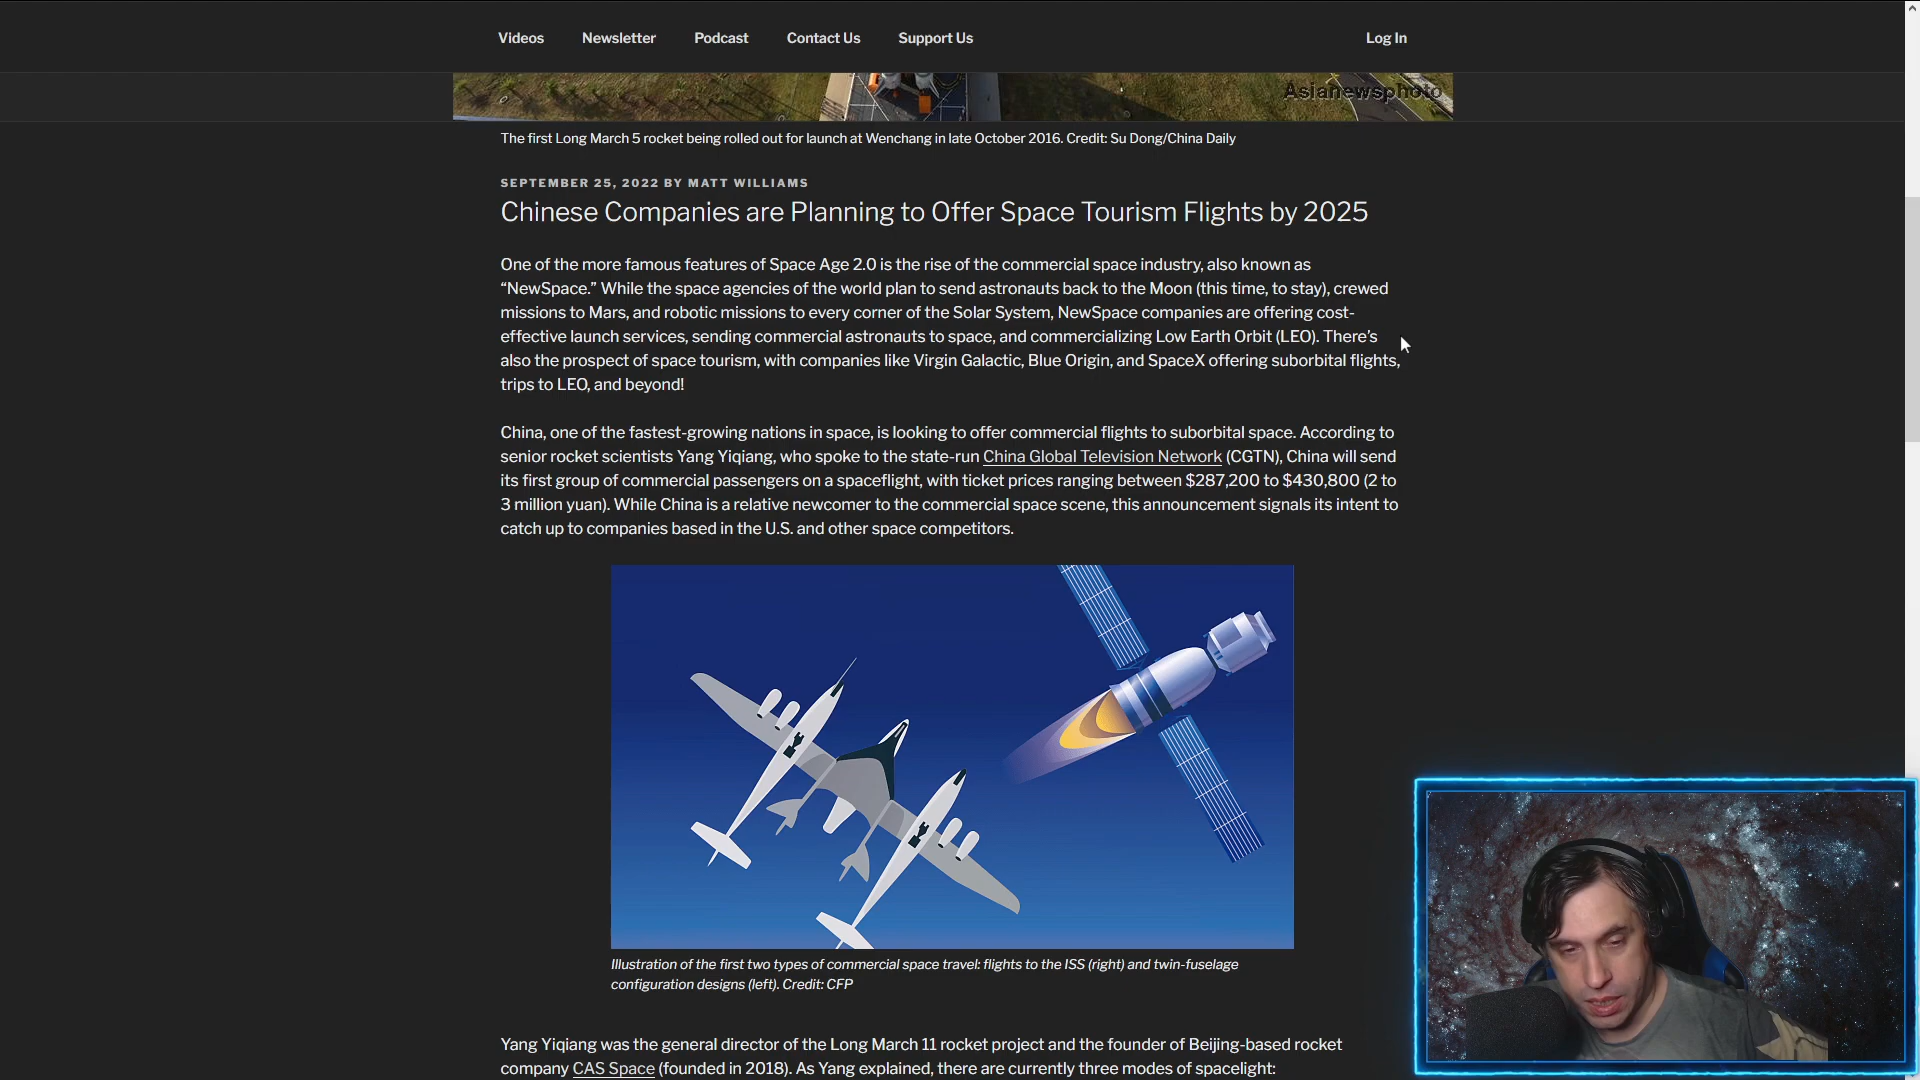 Videos Newsletter Podcast Contact Us Support Us Log In
Asianewsphoto
The first Long March 5 rocket being rolled out for launch at Wenchang in late October 2016. Credit: Su Dong/China Daily
SEPTEMBER 25, 2022 BY MATT WILLIAMS
Chinese Companies are Planning to Offer Space Tourism Flights by 2025
One of the more famous features of Space Age 2.0 is the rise of the commercial space industry, also known as
“NewSpace.” While the space agencies of the world plan to send astronauts back to the Moon (this time, to stay), crewed
missions to Mars, and robotic missions to every corner of the Solar System, NewSpace companies are offering cost-
effective launch services, sending commercial astronauts to space, and commercializing Low Earth Orbit (LEO). There’s
also the prospect of space tourism, with companies like Virgin Galactic, Blue Origin, and SpaceX offering suborbital flights,
trips to LEO, and beyond!
China, one of the fastest-growing nations in space, is looking to offer commercial flights to suborbital space. According to
senior rocket scientists Yang Yiqiang, who spoke to the state-run China Global Television Network (CGTN), China will send
its first group of commercial passengers on a spaceflight, with ticket prices ranging between $287,200 to $430,800 (2 to
3 million yuan). While China is a relative newcomer to the commercial space scene, this announcement signals its intent to
catch up to companies based in the U.S. and other space competitors.
Illustration of the first two types of commercial space travel: flights to the ISS (right) and twin-fuselage
configuration designs (left). Credit: CFP
Yang Yiqiang was the general director of the Long March 11 rocket project and the founder of Beijing-based rocket
company CAS Space (founded in 2018). As Yang explained, there are currently three modes of spacelight: